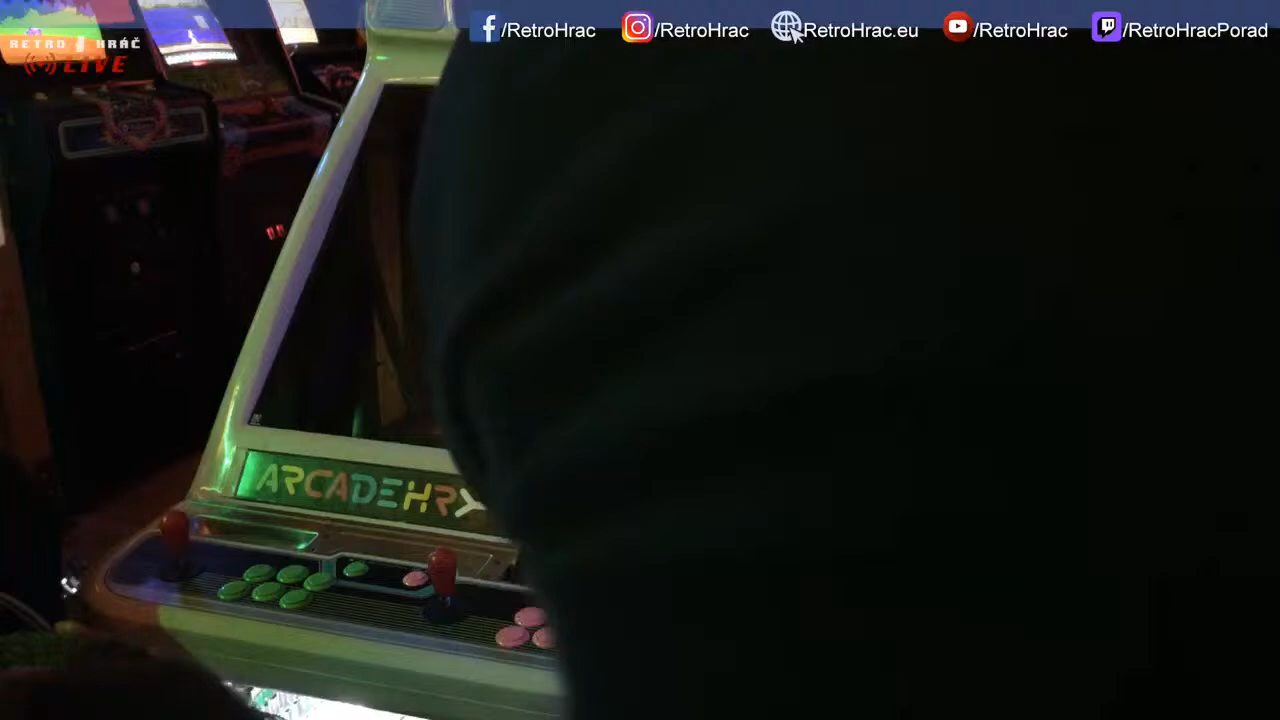 /RetroHrac
/RetroHrac
RetroHrac.eu
/RetroHrac
/RetroHracPorad
RETRO HRÁČ
LIVE
ARCADEHRY